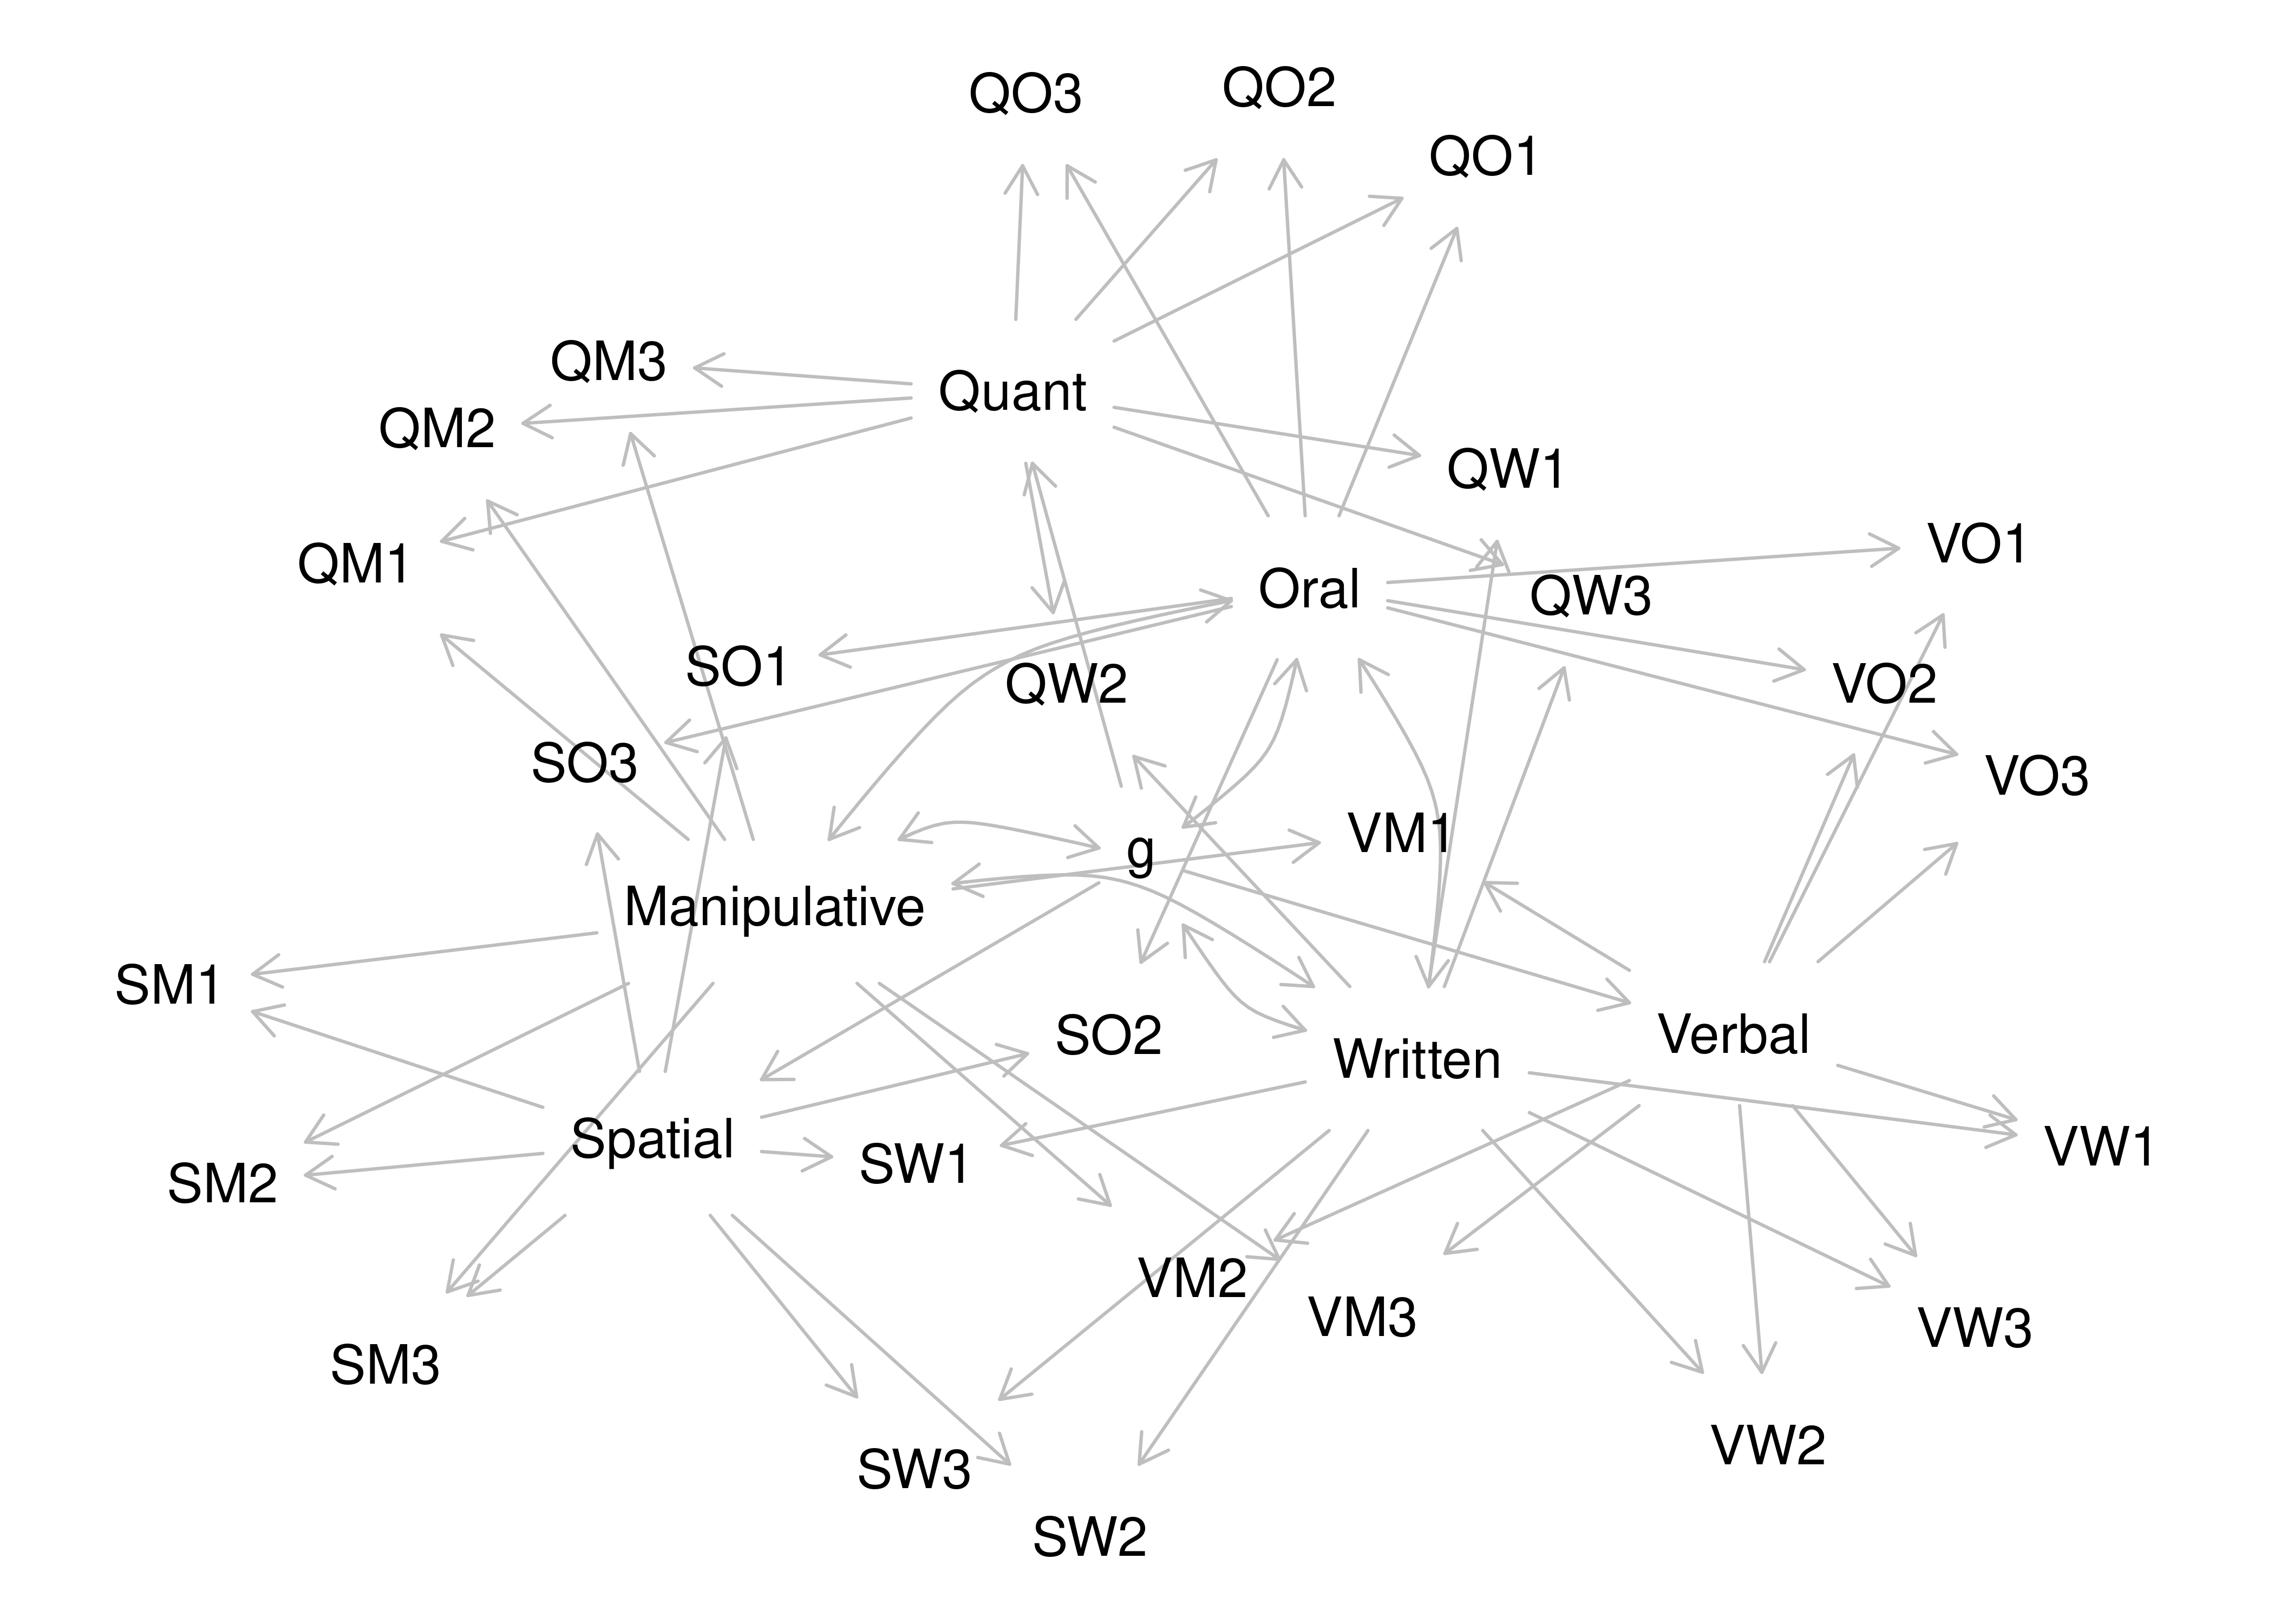 QO3
QO2
QO1
QM3
Quant
QM2
QW1
QM1
VO1
Oral
QW3
SO1
QW2
VO2
SO3
VO3
VM1
g
Manipulative
SM1
SO2
Verbal
Written
Spatial
VW1
SW1
SM2
VM2
VM3
VW3
SM3
VW2
SW3
SW2